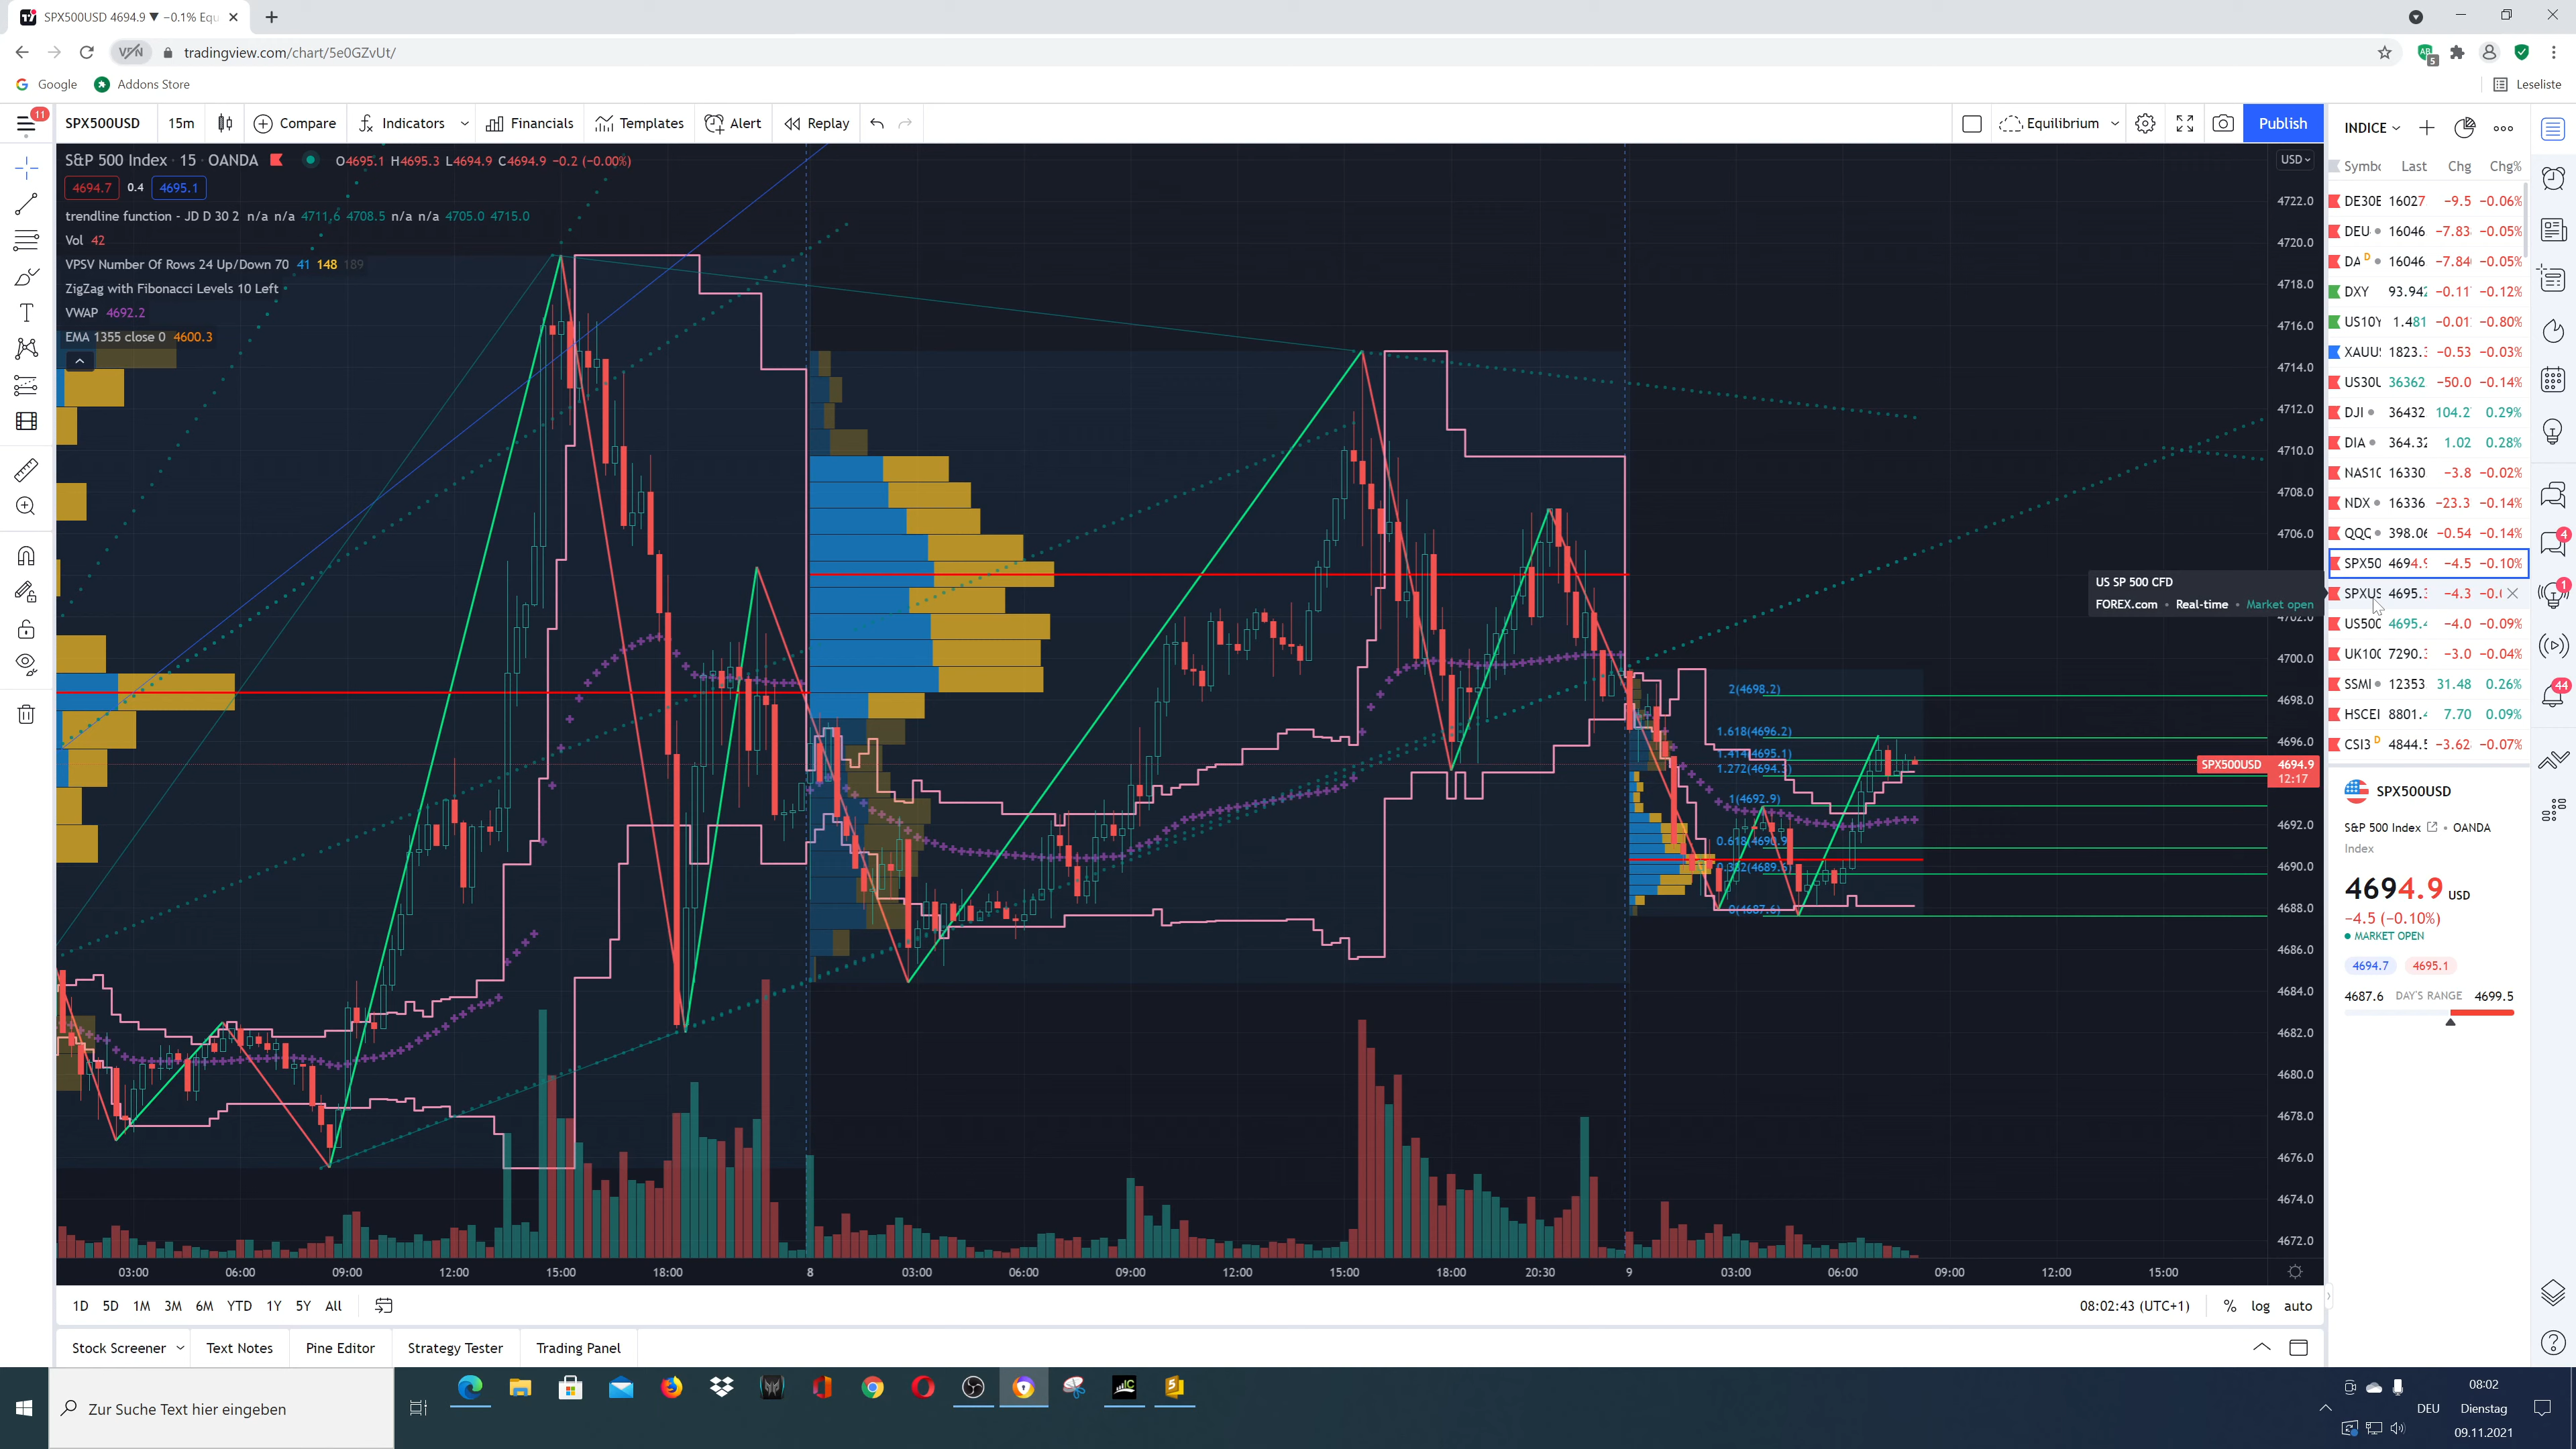 SPX500USD 4694.9 ▼ −0.1% Equ
tradingview.com/chart/5e0GZvUt/
VPN
5
Google
Addons Store
Leseliste
11
SPX500USD
15m
Compare
Indicators
Financials
Templates
Alert
Replay
Equilibrium
Publish
INDICE
S&P 500 Index · 15 · OANDA
O4695.1 H4695.3 L4694.9 C4694.9 −0.2 (−0.00%)
USD
4694.7 0.4 4695.1
trendline function - JD D 30 2 n/a n/a 4711.6 4708.5 n/a n/a 4705.0 4715.0
Vol 42
VPSV Number Of Rows 24 Up/Down 70 41 148 189
ZigZag with Fibonacci Levels 10 Left
VWAP 4692.2
EMA 1355 close 0 4600.3
2(4698.2)
1.618(4696.2)
1.414(4695.1)
1(4692.9)
0(4687.6)
4722.0
4720.0
4718.0
4716.0
4714.0
4712.0
4710.0
4708.0
4706.0
4702.0
4700.0
4698.0
4696.0
SPX500USD 4694.9
12:17
4692.0
4690.0
4688.0
4686.0
4684.0
4682.0
4680.0
4678.0
4676.0
4674.0
4672.0
US SP 500 CFD
FOREX.com • Real-time • Market open
03:00 06:00 09:00 12:00 15:00 18:00 8 03:00 06:00 09:00 12:00 15:00 18:00 20:30 9 03:00 06:00 09:00 12:00 15:00
Last Chg Chg%
16027 −9.5 −0.06%
DEU 16046 −7.83 −0.05%
DA D 16046 −7.84 −0.05%
DXY −0.12%
−0.80%
−0.53 −0.03%
36362 −50.0 −0.14%
DJI 36432 0.29%
DIA 1.02 0.28%
16330 −3.8 −0.02%
NDX 16336 −23.3 −0.14%
−0.54 −0.14%
SPX50 −4.5 −0.10%
SPXUS −4.3
−4.0 −0.09%
−3.0 −0.04%
SSMI 12353 31.48 0.26%
HSCEI 7.70 0.09%
CSI3 D −3.62 −0.07%
4
1
44
SPX500USD
S&P 500 Index • OANDA
Index
4694.9 USD
−4.5 (−0.10%)
MARKET OPEN
4694.7 4695.1
4687.6 DAY'S RANGE 4699.5
1D 5D 1M 3M 6M YTD 1Y 5Y All
08:02:43 (UTC+1)
% log auto
Stock Screener
Text Notes
Pine Editor
Strategy Tester
Trading Panel
Zur Suche Text hier eingeben
DEU
08:02
Dienstag
09.11.2021